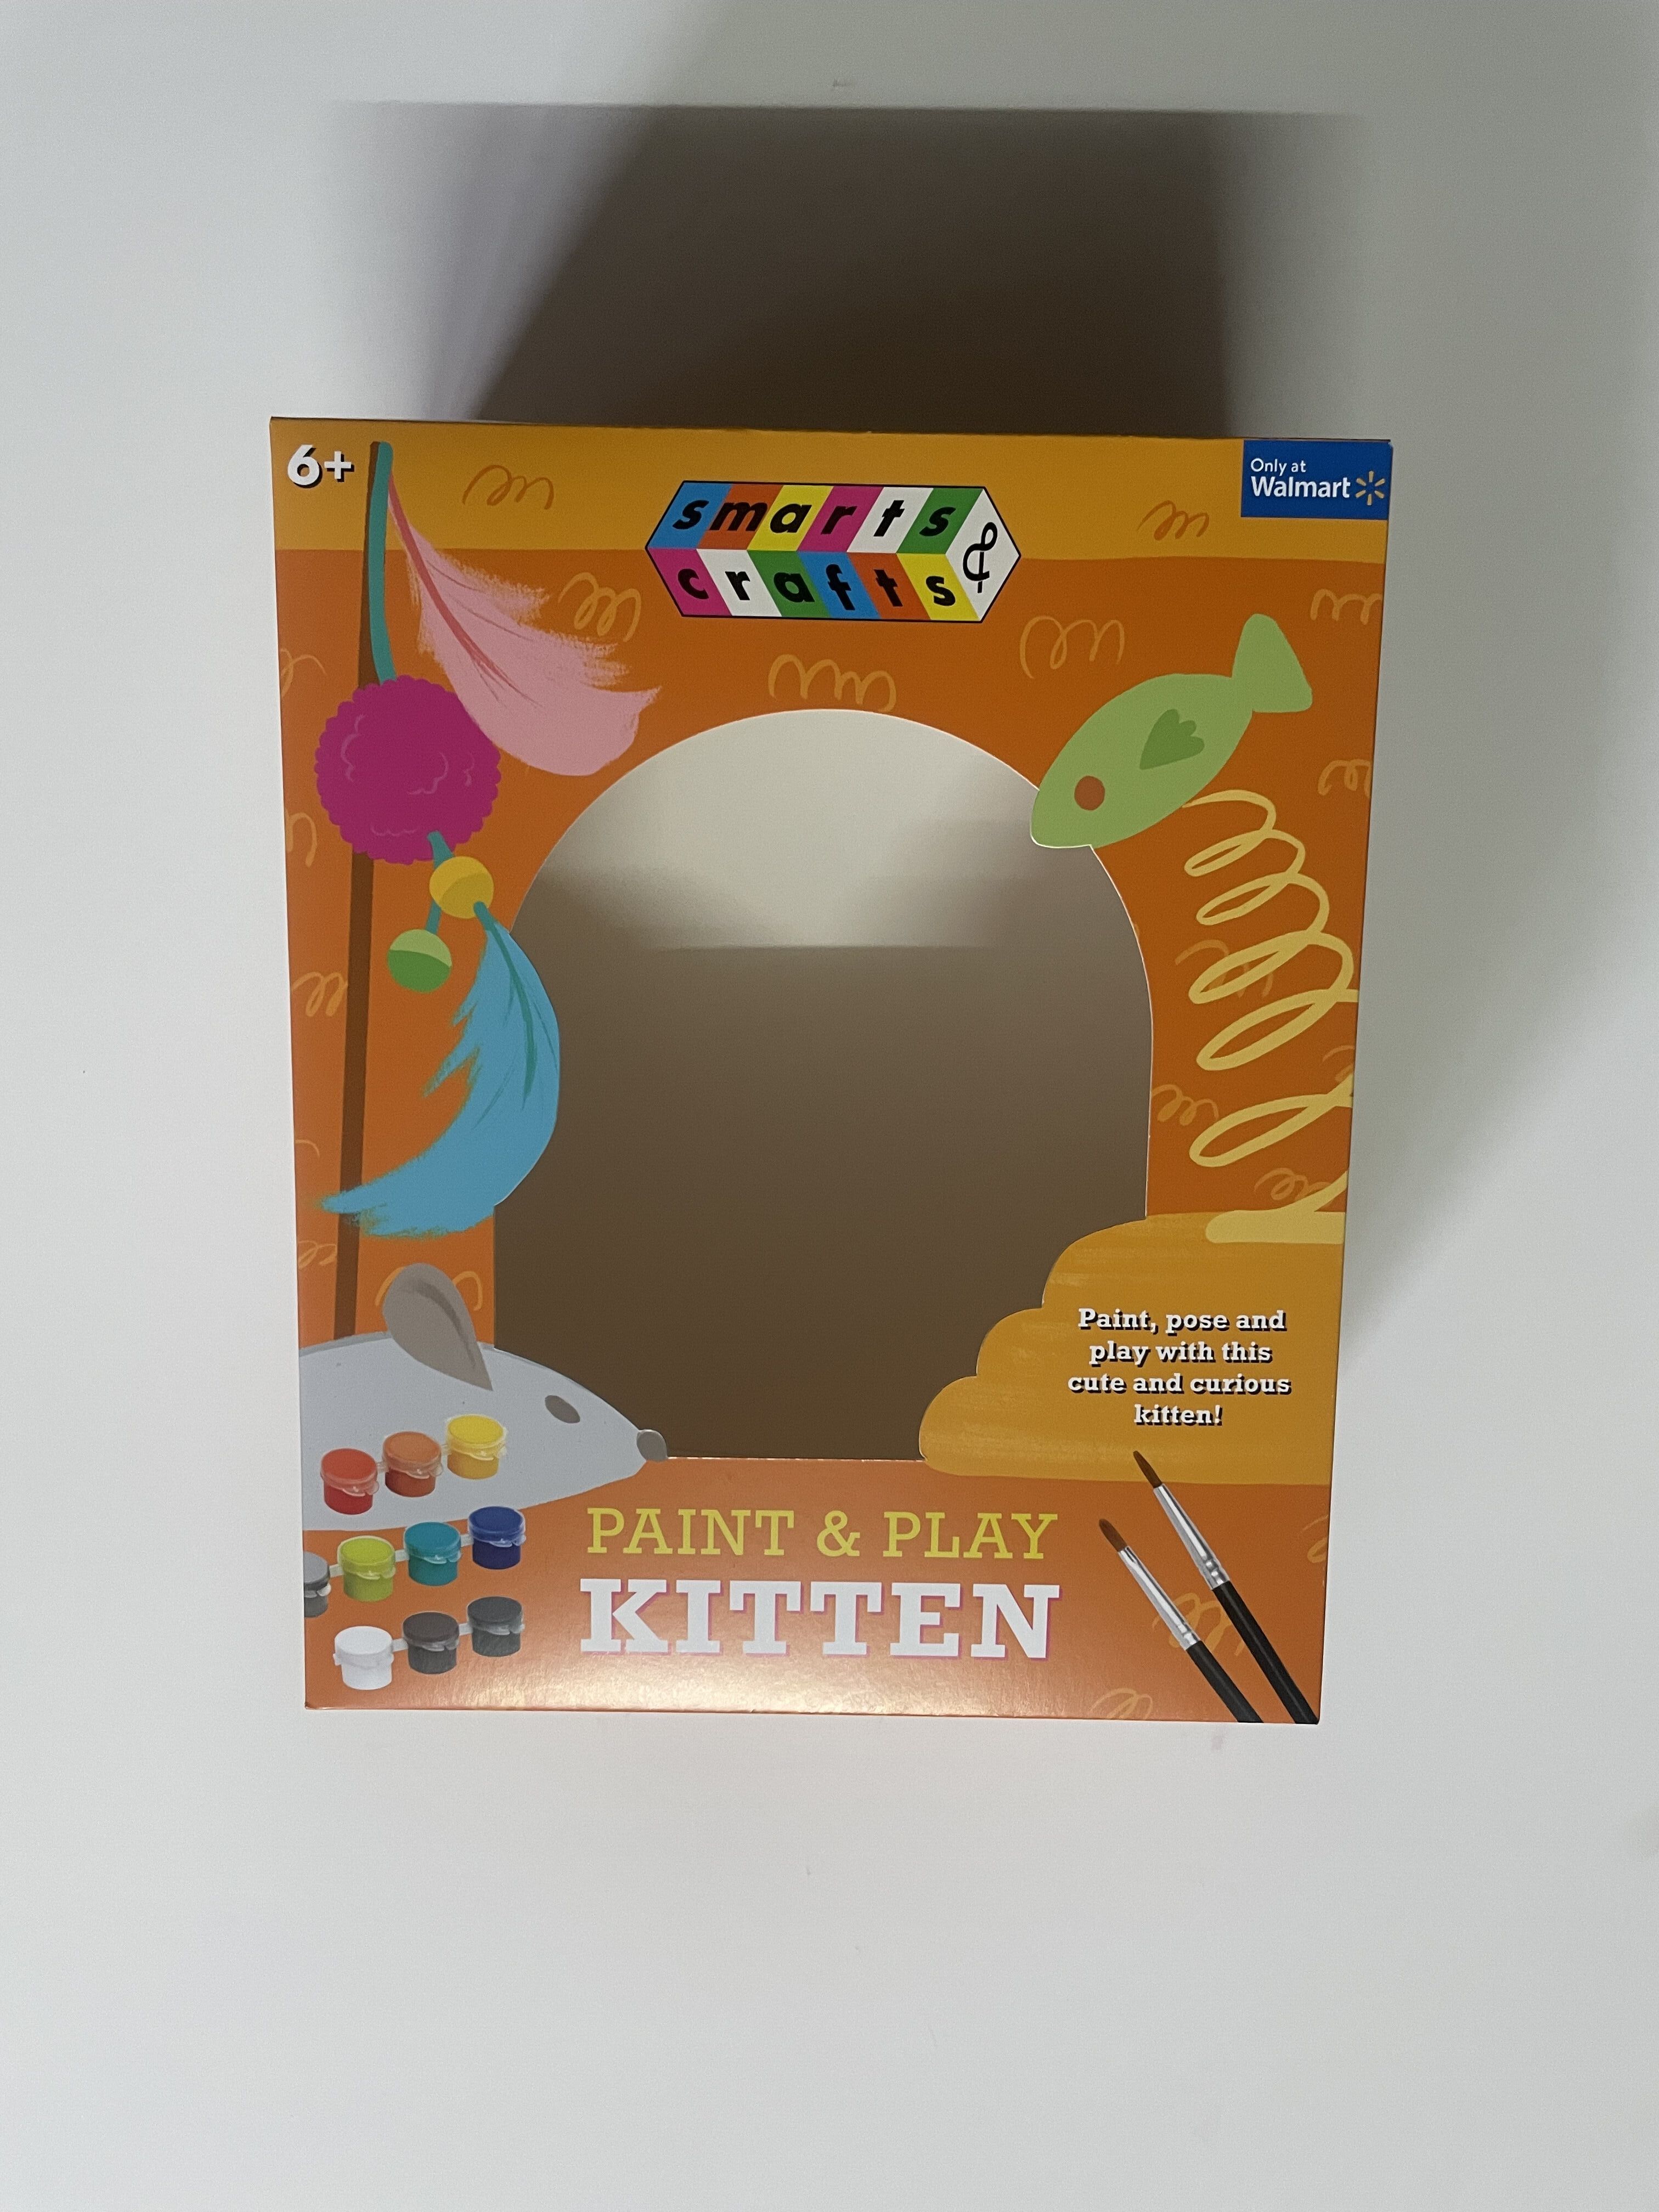 6+
smarts &
crafts
Only at
Walmart
Paint, pose and
play with this
cute and curious
kitten!
PAINT & PLAY
KITTEN